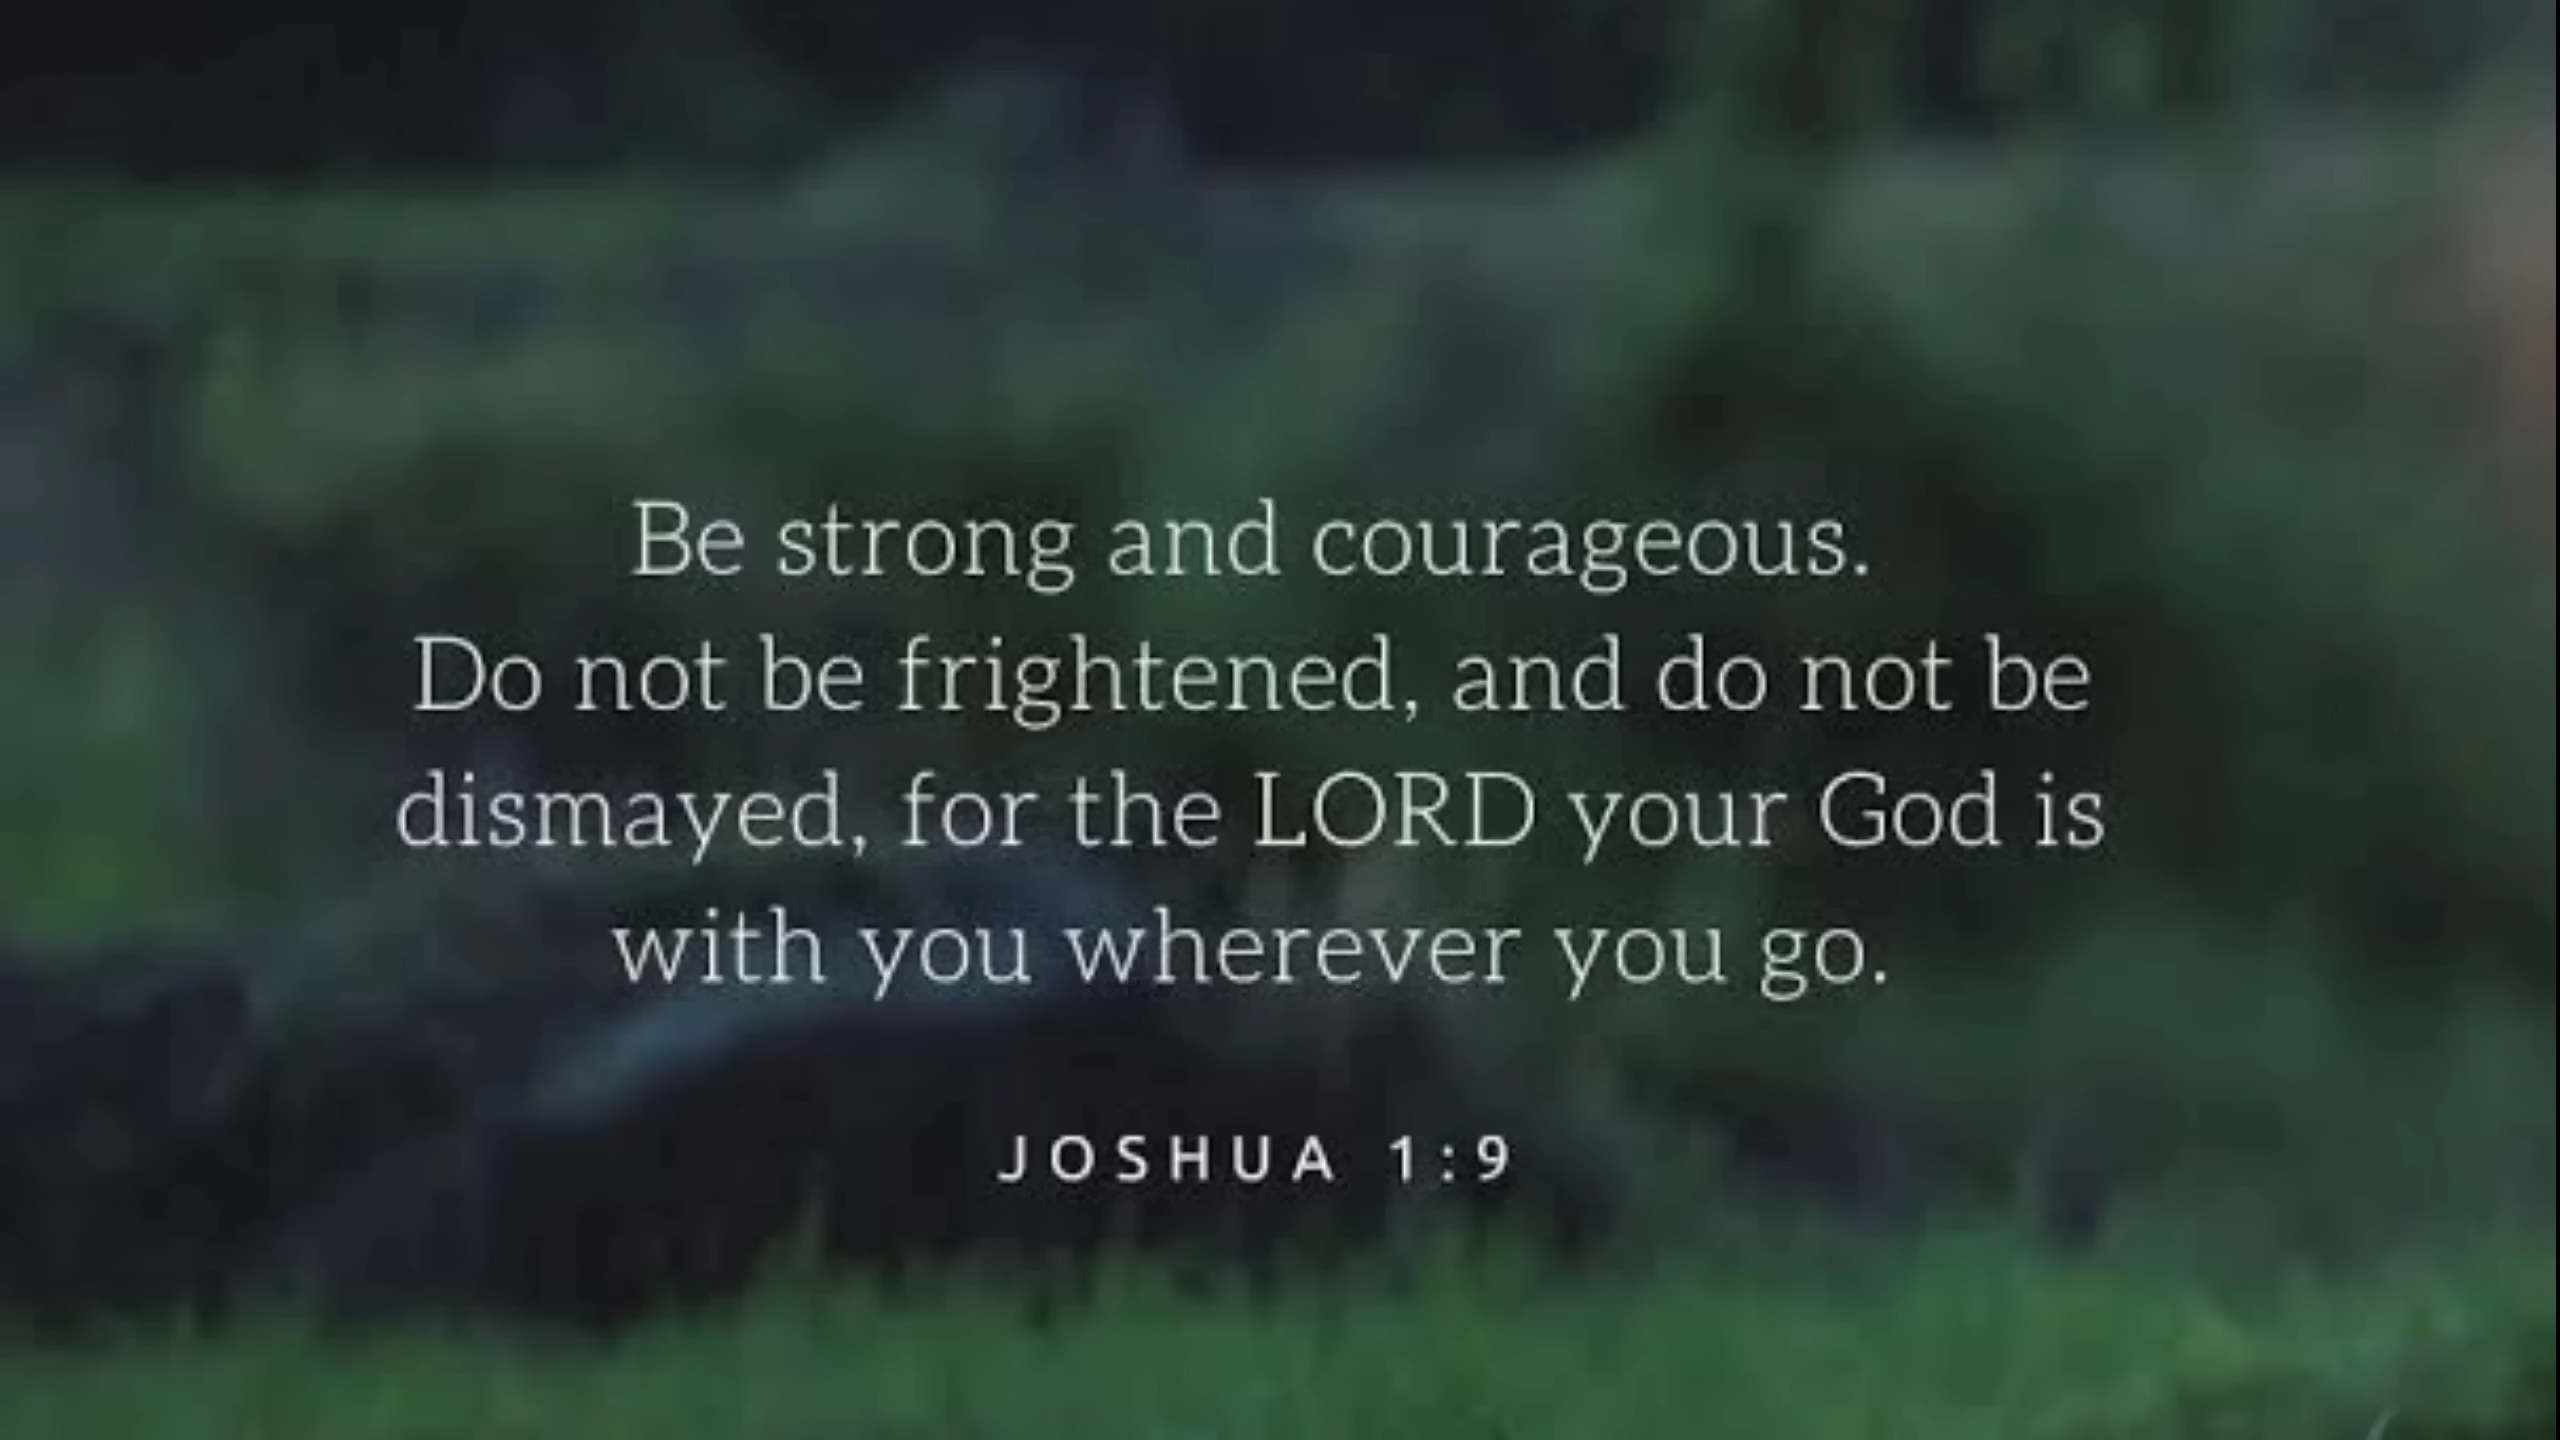 Be strong and courageous.
Do not be frightened, and do not be
dismayed, for the LORD your God is
with you wherever you go.
JOSHUA 1:9